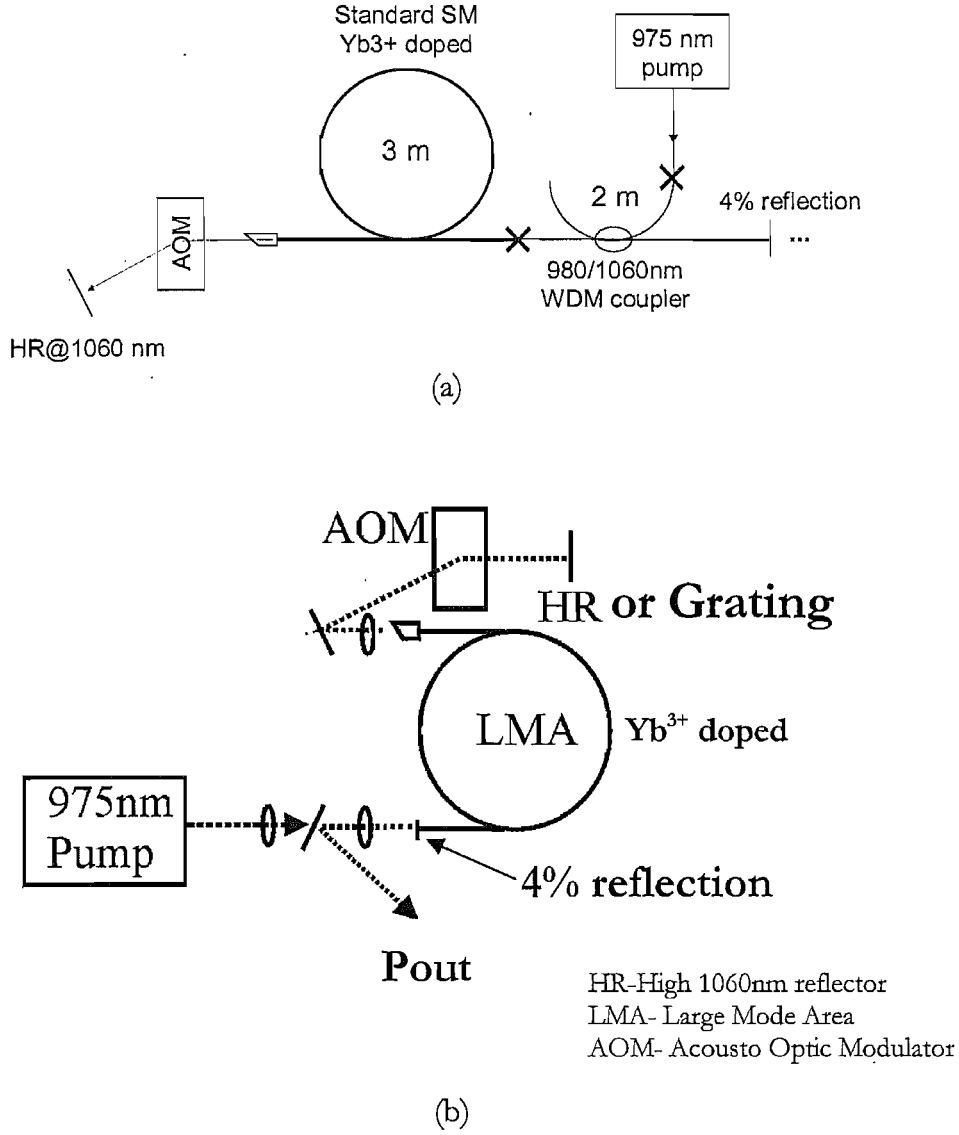 Standard SM
Yb3+ doped
3 m
975 nm
pump
2 m
4% reflection
...
AOM
980/1060nm
WDM coupler
HR@1060 nm
(a)
AOM
HR or Grating
LMA
Yb³⁺ doped
975nm
Pump
4% reflection
Pout
HR-High 1060nm reflector
LMA- Large Mode Area
AOM- Acousto Optic Modulator
(b)